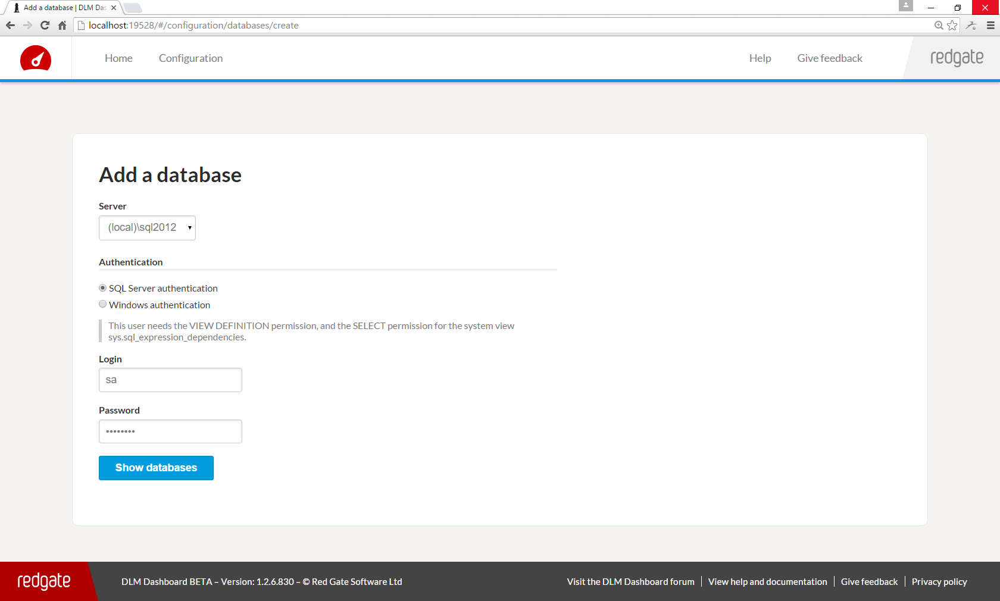 Add a database | DLM Das
localhost:19528/#/configuration/databases/create
Home
Configuration
Help
Give feedback
redgate
Add a database
Server
(local)\sql2012
Authentication
SQL Server authentication
Windows authentication
This user needs the VIEW DEFINITION permission, and the SELECT permission for the system view
sys.sql_expression_dependencies.
Login
sa
Password
••••••••
Show databases
redgate
DLM Dashboard BETA – Version: 1.2.6.830 – © Red Gate Software Ltd
Visit the DLM Dashboard forum
View help and documentation
Give feedback
Privacy policy